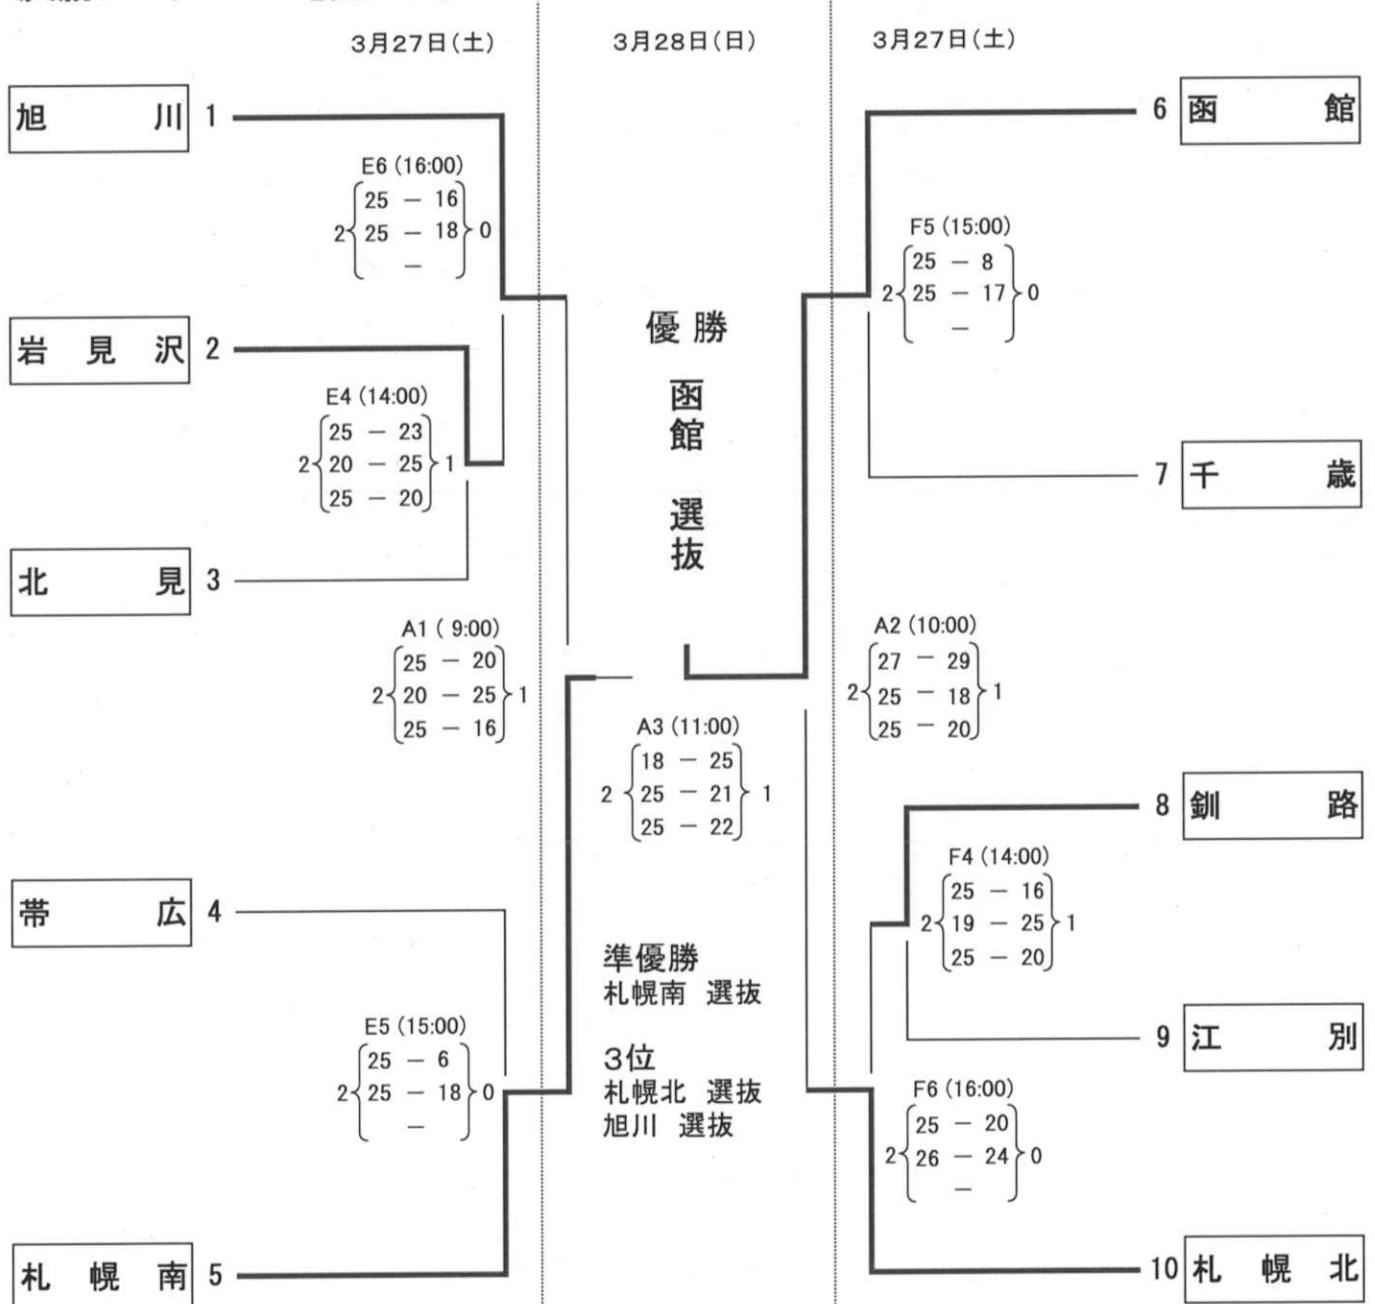 3月27日(土)
3月28日(日)
3月27日(土)
旭川 1
E6 (16:00)
25 － 16
2 25 － 18 0
－
岩見沢 2
E4 (14:00)
25 － 23
2 20 － 25 1
25 － 20
北見 3
A1 ( 9:00)
25 － 20
2 20 － 25 1
25 － 16
帯広 4
E5 (15:00)
25 － 6
2 25 － 18 0
－
札幌南 5
優勝
函館 選抜
A3 (11:00)
18 － 25
2 25 － 21 1
25 － 22
準優勝
札幌南 選抜
3位
札幌北 選抜
旭川 選抜
6 函館
F5 (15:00)
25 － 8
2 25 － 17 0
－
7 千歳
A2 (10:00)
27 － 29
2 25 － 18 1
25 － 20
8 釧路
F4 (14:00)
25 － 16
2 19 － 25 1
25 － 20
9 江別
F6 (16:00)
25 － 20
2 26 － 24 0
－
10 札幌北